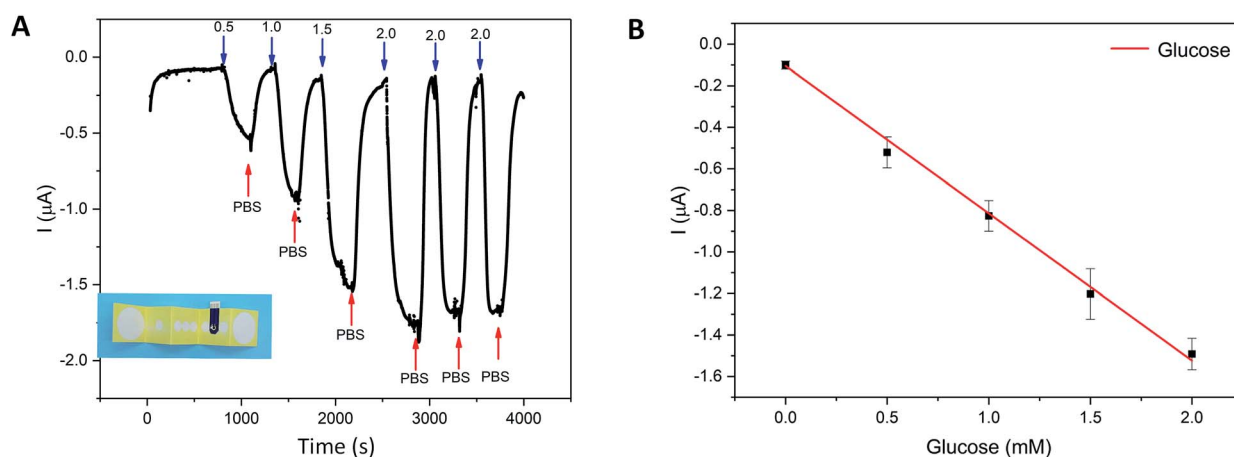 A
0.5 1.0 1.5 2.0 2.0 2.0
0.0
-0.5
-1.0
-1.5
-2.0
I (μA)
PBS
PBS
PBS
PBS PBS PBS
0 1000 2000 3000 4000
Time (s)
B
Glucose
0.0
-0.2
-0.4
-0.6
-0.8
-1.0
-1.2
-1.4
-1.6
I (μA)
0.0 0.5 1.0 1.5 2.0
Glucose (mM)